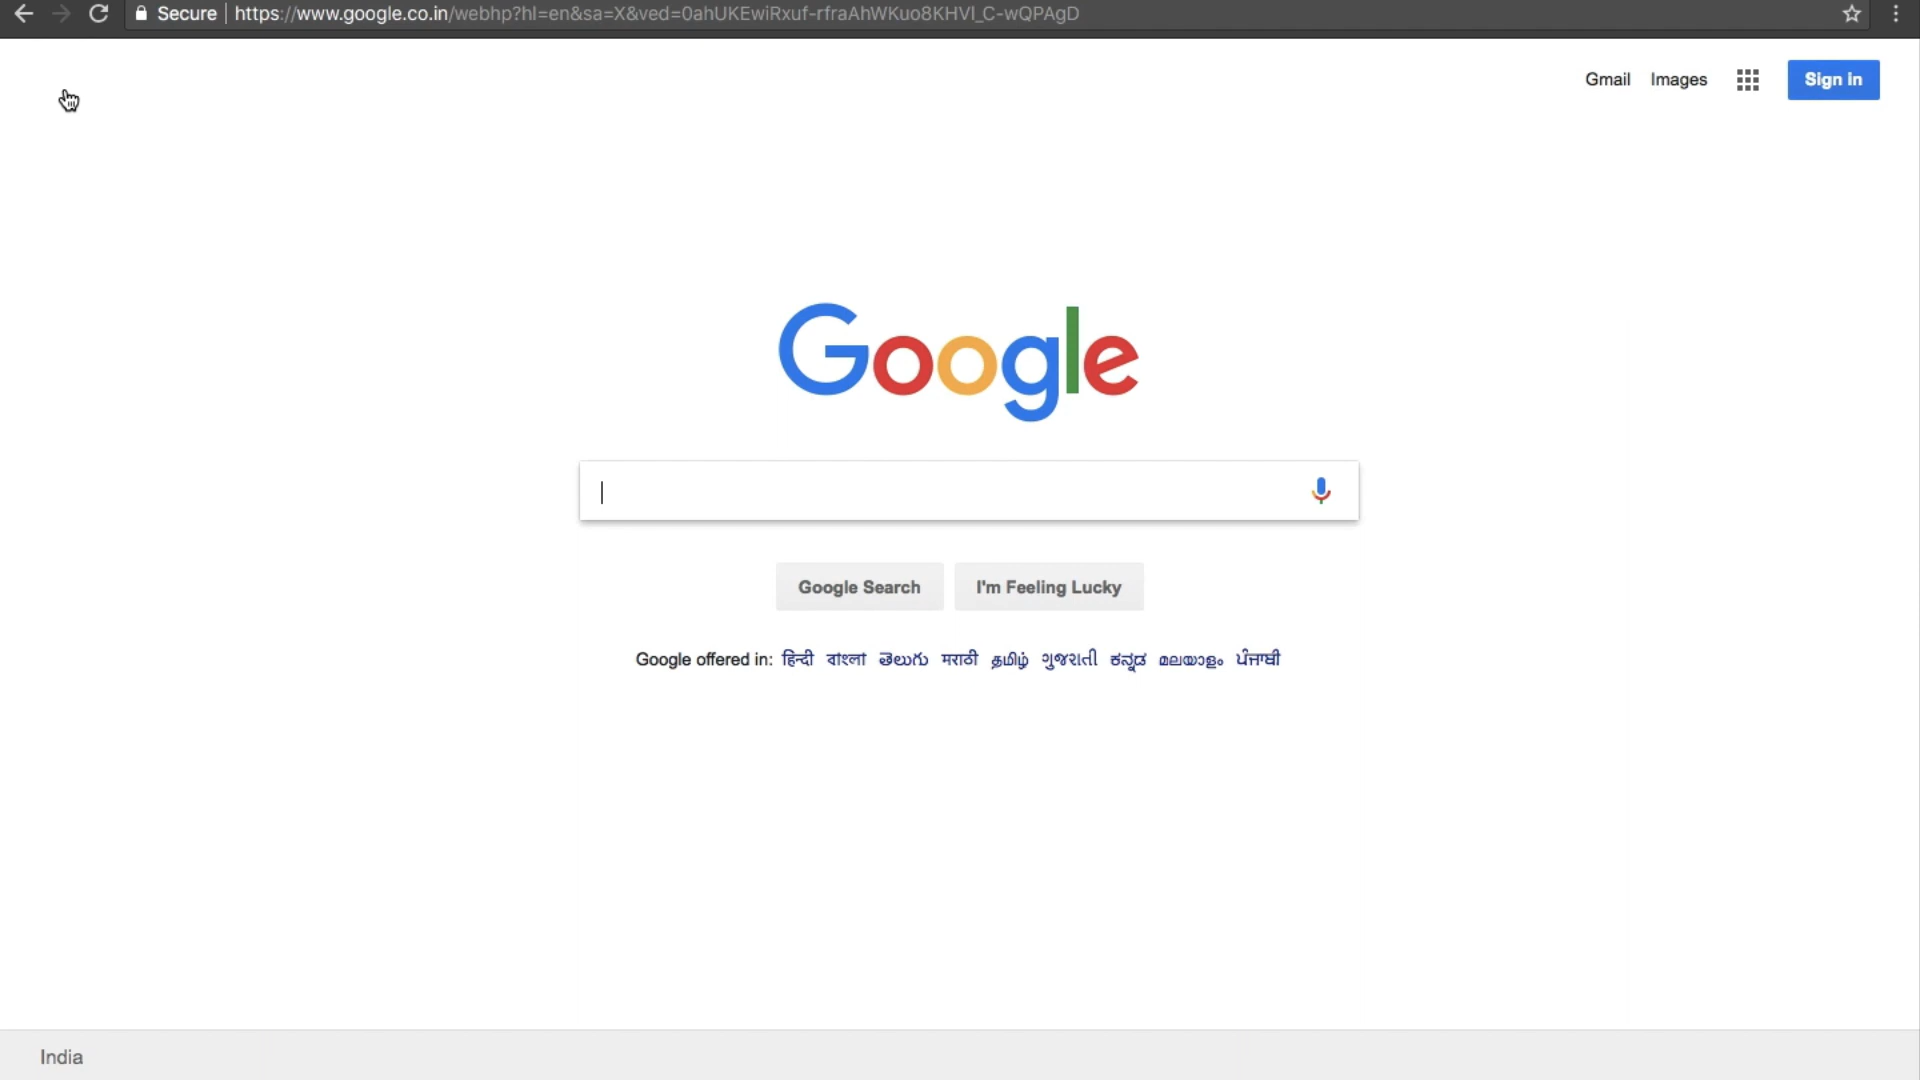 Secure https://www.google.co.in/webhp?hl=en&sa=X&ved=0ahUKEwiRxuf-rfraAhWKuo8KHVl_C-wQPAgD
Gmail Images Sign in
Google
Google Search I'm Feeling Lucky
Google offered in: हिन्दी বাংলা తెలుగు मराठी தமிழ் ગુજરાતી ಕನ್ನಡ മലയാളം ਪੰਜਾਬੀ
India